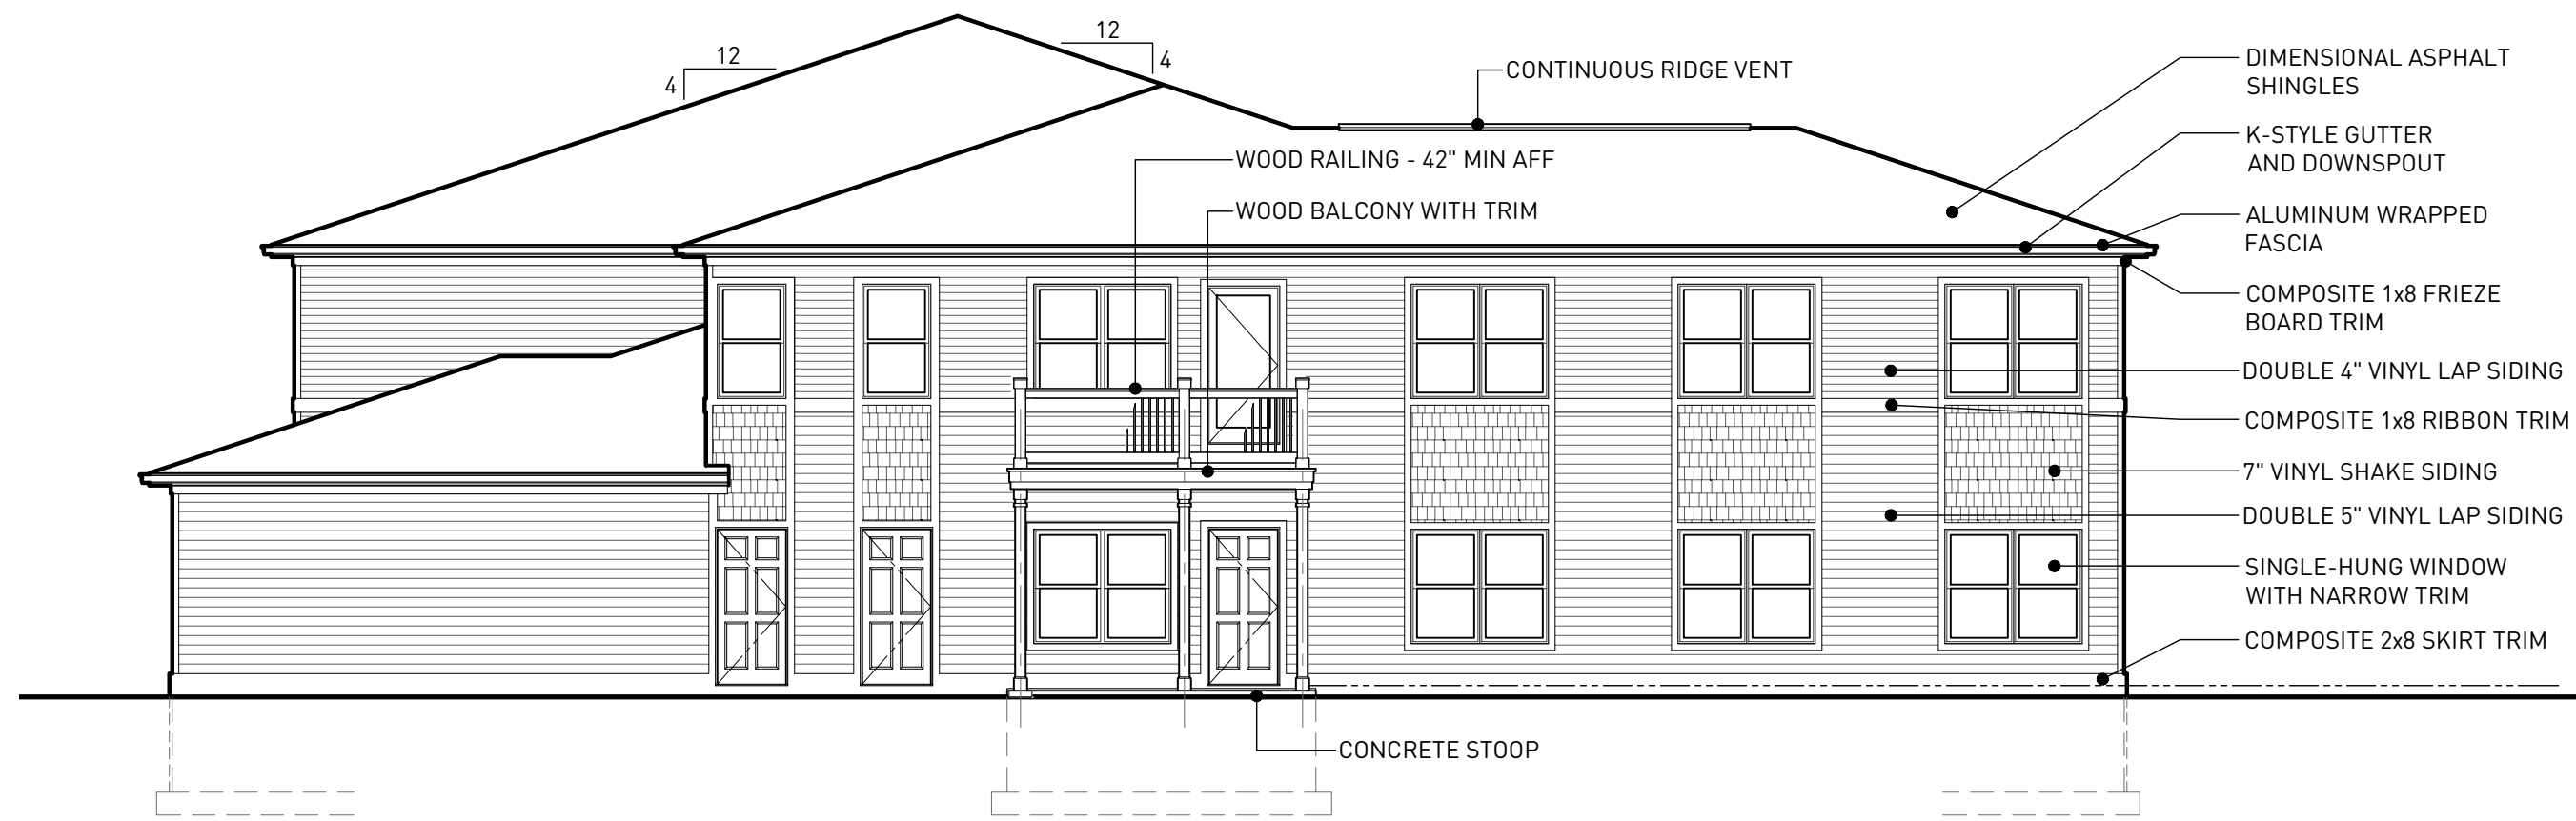 12
4
12
4
CONTINUOUS RIDGE VENT
WOOD RAILING - 42" MIN AFF
WOOD BALCONY WITH TRIM
DIMENSIONAL ASPHALT
SHINGLES
K-STYLE GUTTER
AND DOWNSPOUT
ALUMINUM WRAPPED
FASCIA
COMPOSITE 1x8 FRIEZE
BOARD TRIM
DOUBLE 4" VINYL LAP SIDING
COMPOSITE 1x8 RIBBON TRIM
7" VINYL SHAKE SIDING
DOUBLE 5" VINYL LAP SIDING
SINGLE-HUNG WINDOW
WITH NARROW TRIM
COMPOSITE 2x8 SKIRT TRIM
CONCRETE STOOP